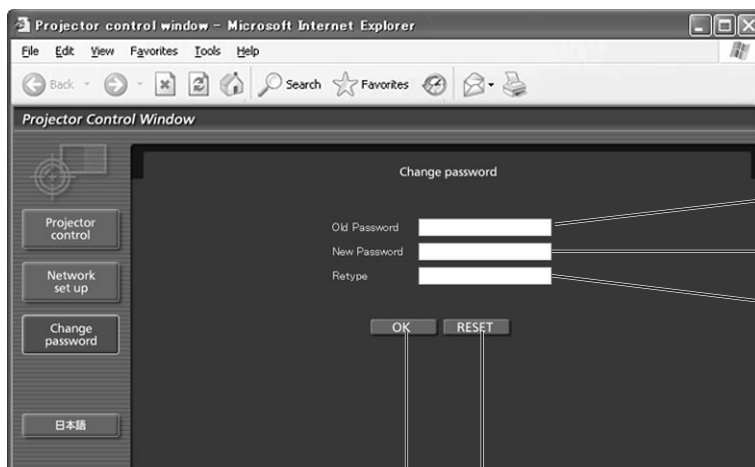 Projector control window - Microsoft Internet Explorer
File Edit View Favorites Tools Help
Back Search Favorites
Projector Control Window
Change password
Projector
control
Old Password
New Password
Network
set up
Retype
Change
password
OK RESET
日本語